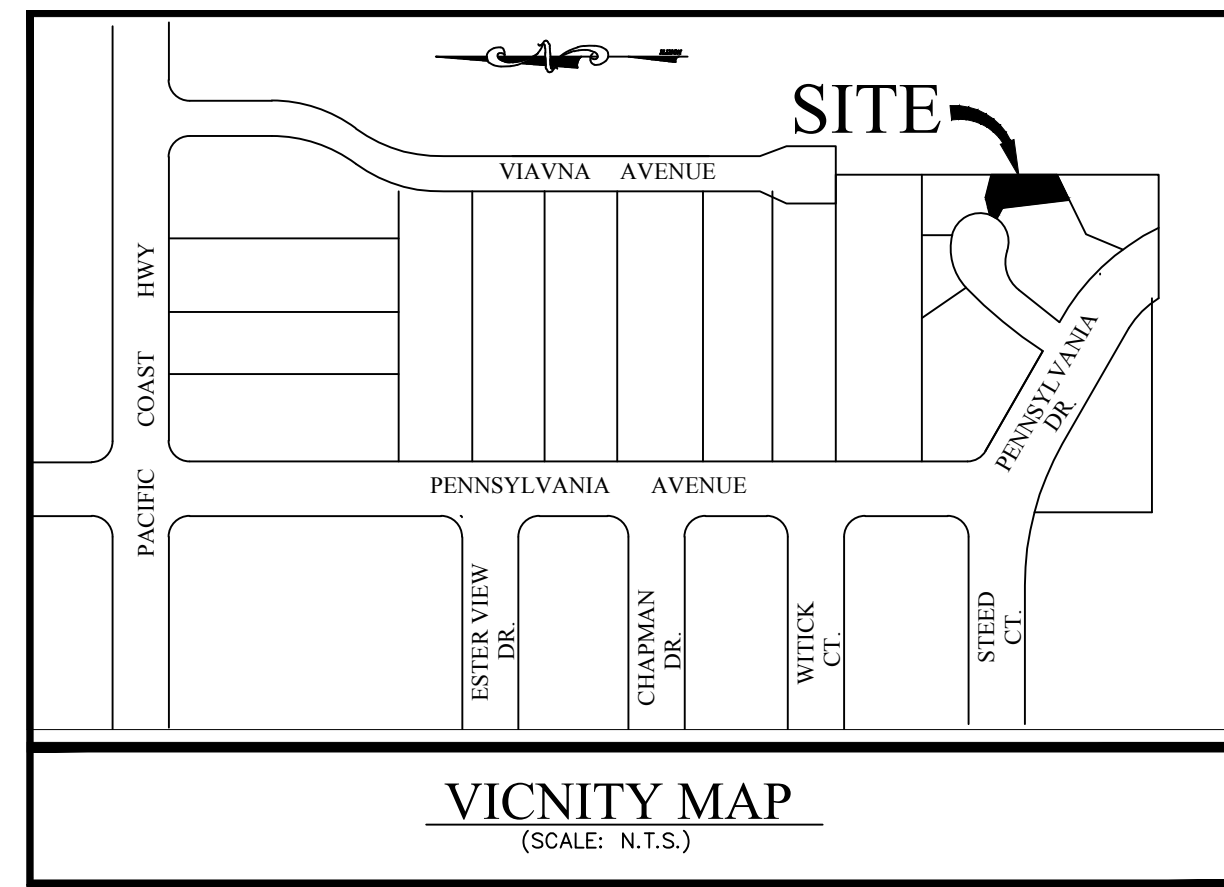 N
SITE
VIAVNA AVENUE
PACIFIC COAST HWY
PENNSYLVANIA
DR.
PENNSYLVANIA AVENUE
ESTER VIEW
DR.
CHAPMAN
DR.
WITICK
CT.
STEED
CT.
VICNITY MAP
(SCALE: N.T.S.)